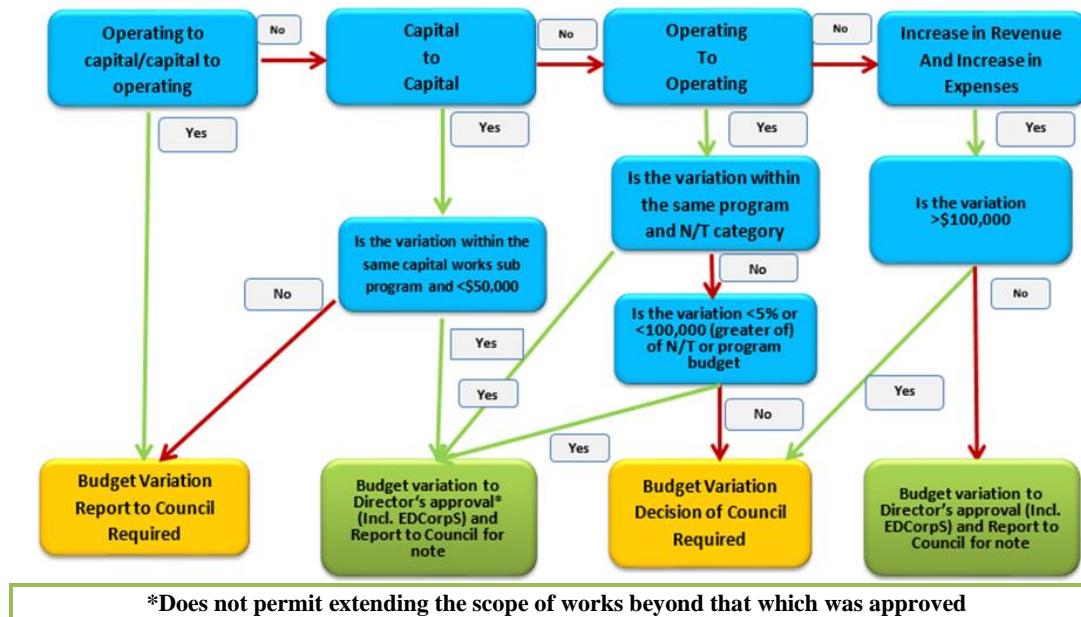 Operating to
capital/capital to
operating
No
Capital
to
Capital
No
Operating
To
Operating
No
Increase in Revenue
And Increase in
Expenses
Yes
Yes
Yes
Yes
Is the variation within the
same capital works sub
program and <$50,000
Is the variation within
the same program
and N/T category
Is the variation
>$100,000
No
No
No
Is the variation <5% or
<100,000 (greater of)
of N/T or program
budget
Yes
Yes
Yes
No
Yes
Budget Variation
Report to Council
Required
Budget variation to
Director's approval*
(Incl. EDCorpS) and
Report to Council for
note
Budget Variation
Decision of Council
Required
Budget variation to
Director's approval (Incl.
EDCorpS) and Report to
Council for note
*Does not permit extending the scope of works beyond that which was approved